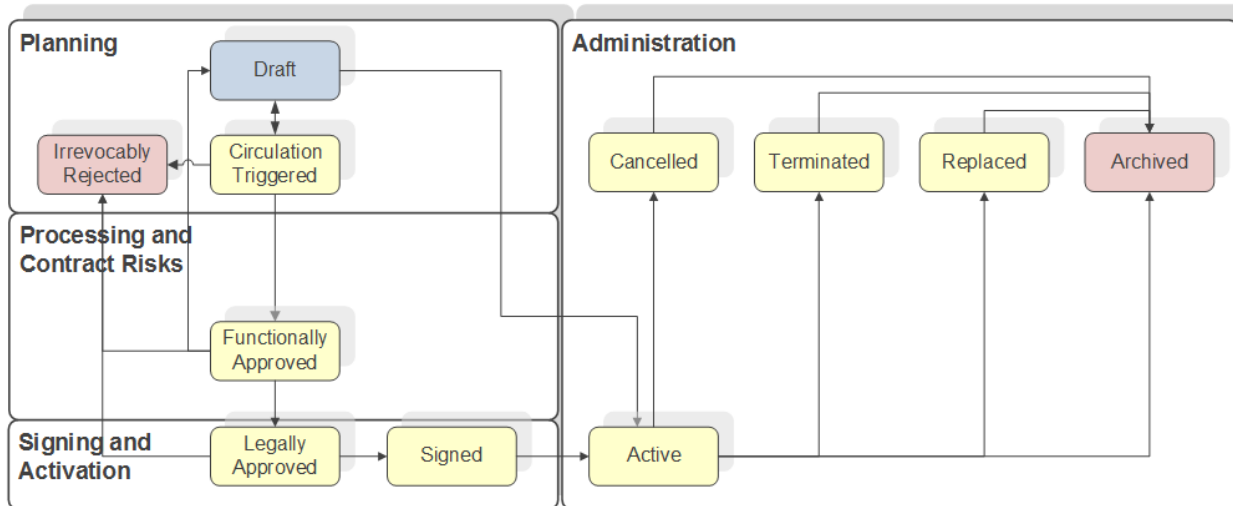 Planning
Administration
Draft
Irrevocably
Rejected
Circulation
Triggered
Cancelled
Terminated
Replaced
Archived
Processing and
Contract Risks
Functionally
Approved
Signing and
Activation
Legally
Approved
Signed
Active